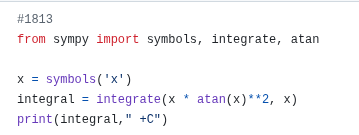 #1813
from sympy import symbols, integrate, atan
x = symbols('x')
integral = integrate(x * atan(x)**2, x)
print(integral," +C")